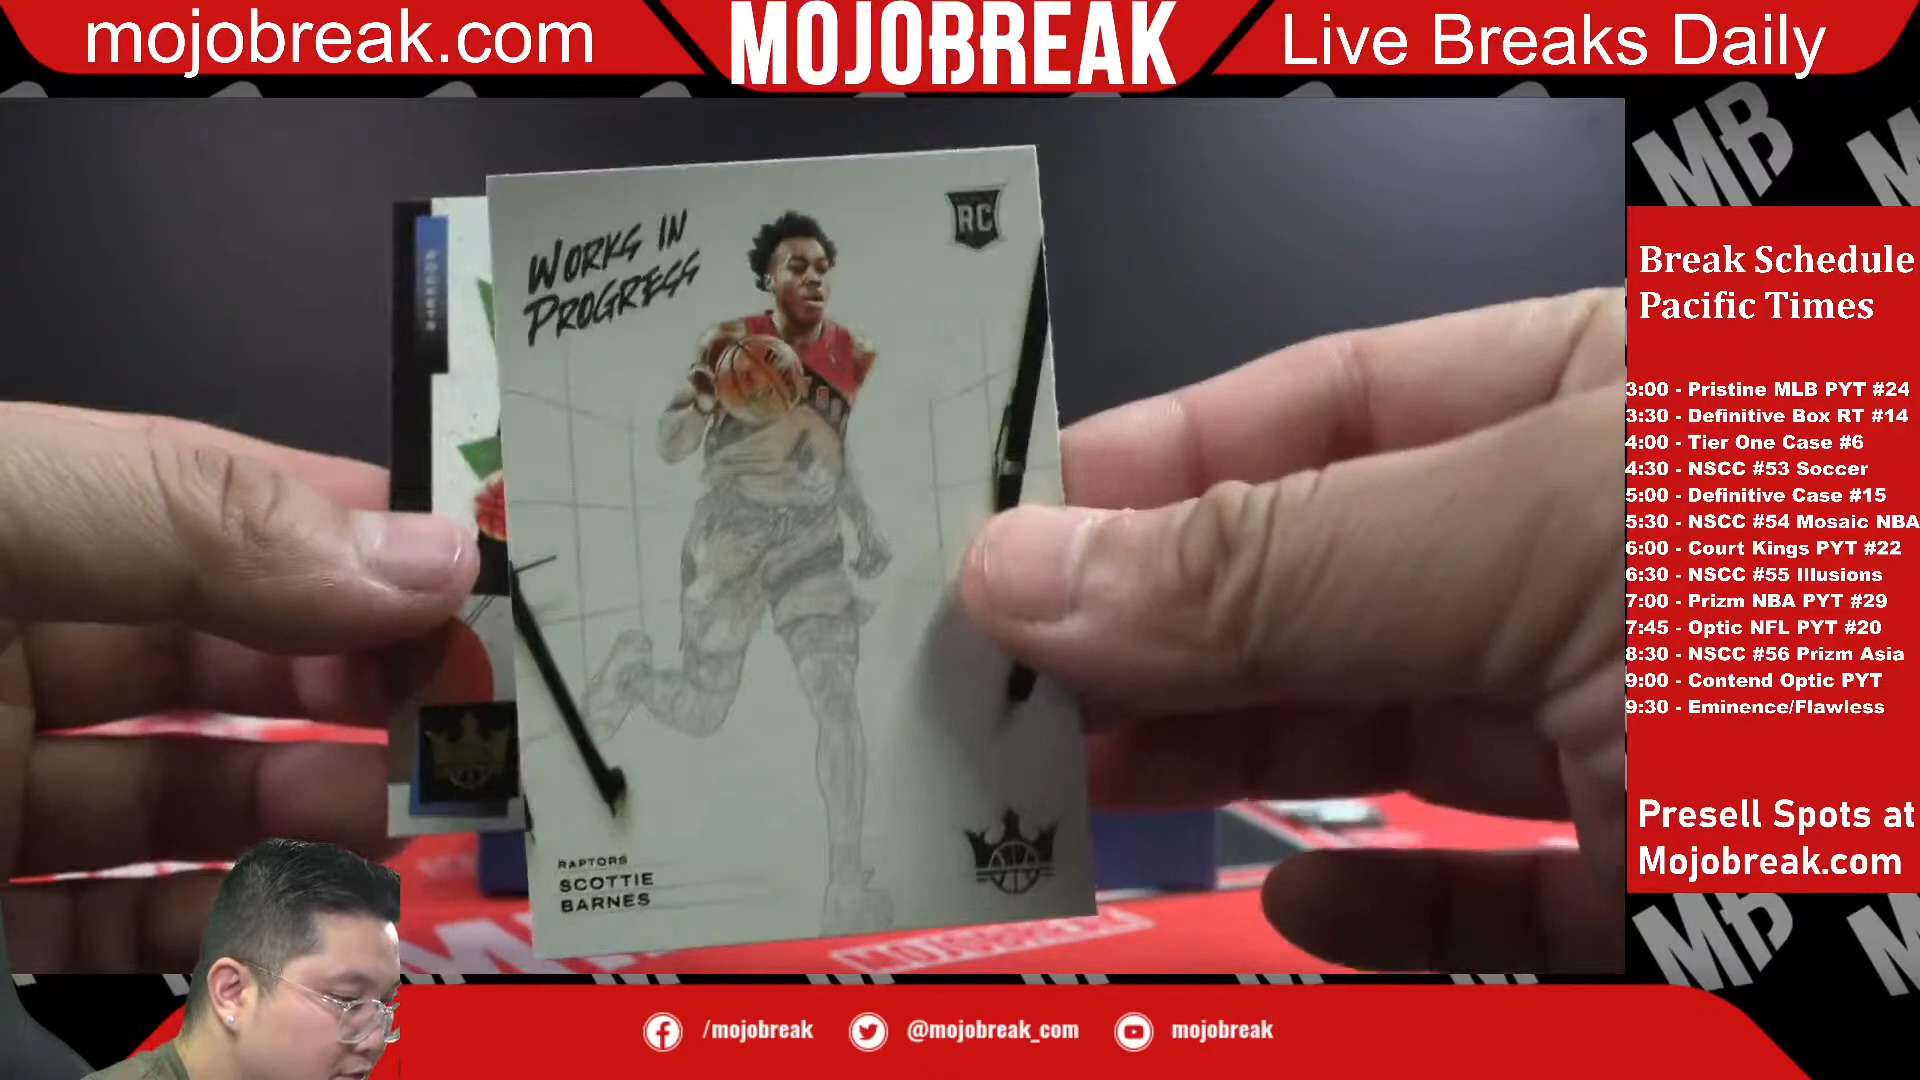 mojobreak.com
MOJOBREAK
Live Breaks Daily
MB
WORKS IN
PROGRESS
RC
ROCKETS
RAPTORS
SCOTTIE
BARNES
Break Schedule
Pacific Times
3:00 - Pristine MLB PYT #24
3:30 - Definitive Box RT #14
4:00 - Tier One Case #6
4:30 - NSCC #53 Soccer
5:00 - Definitive Case #15
5:30 - NSCC #54 Mosaic NBA
6:00 - Court Kings PYT #22
6:30 - NSCC #55 Illusions
7:00 - Prizm NBA PYT #29
7:45 - Optic NFL PYT #20
8:30 - NSCC #56 Prizm Asia
9:00 - Contend Optic PYT
9:30 - Eminence/Flawless
Presell Spots at
Mojobreak.com
MB
MOJOBREAK
/mojobreak
@mojobreak_com
mojobreak